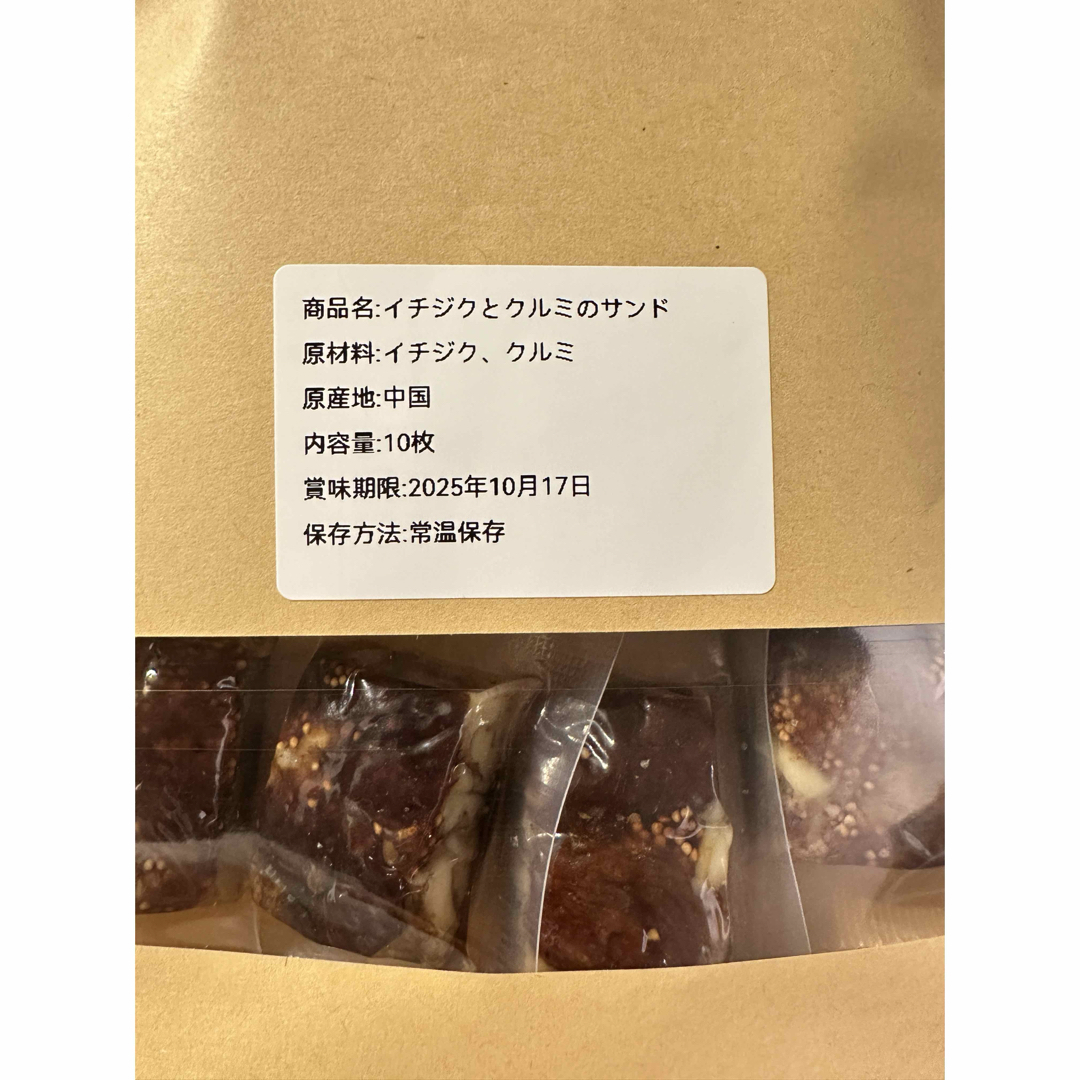 商品名:イチジクとクルミのサンド
原材料:イチジク、クルミ
原産地:中国
内容量:10枚
賞味期限:2025年10月17日
保存方法:常温保存